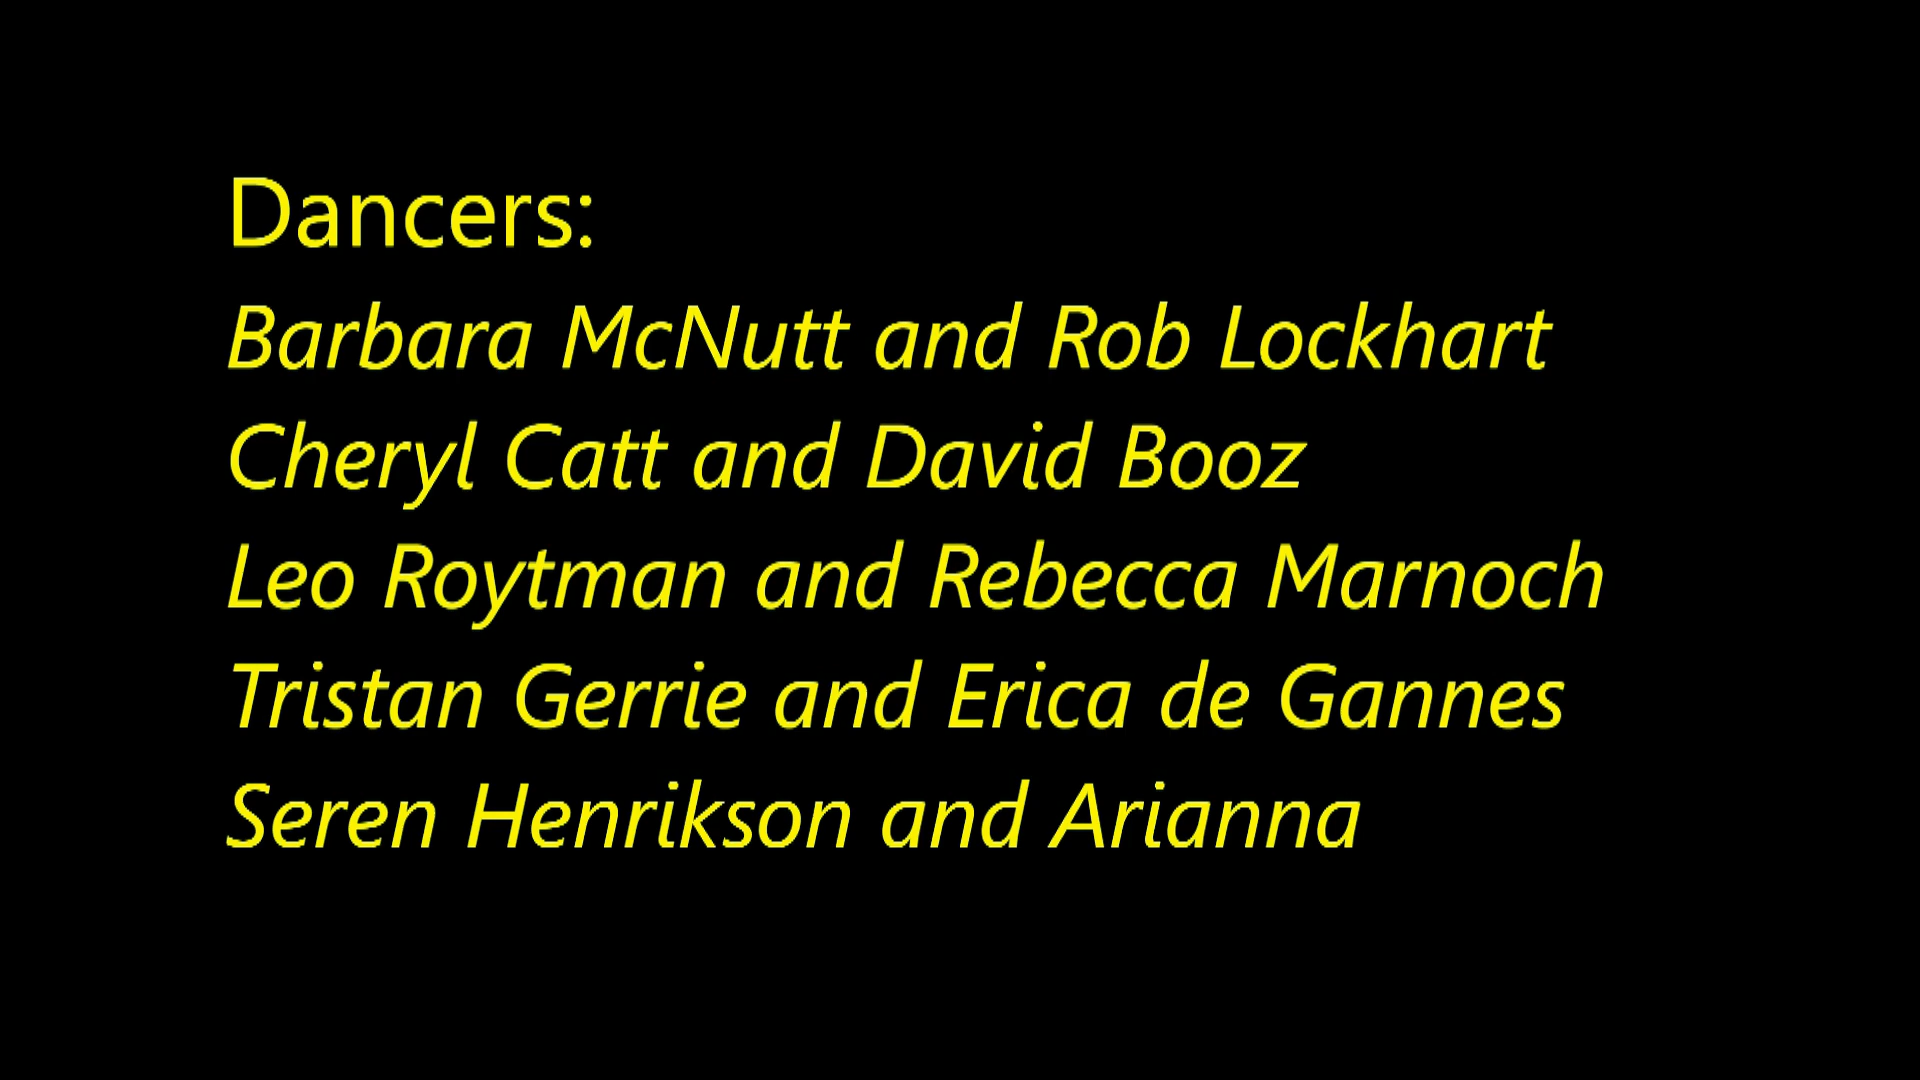 Dancers:
Barbara McNutt and Rob Lockhart
Cheryl Catt and David Booz
Leo Roytman and Rebecca Marnoch
Tristan Gerrie and Erica de Gannes
Seren Henrikson and Arianna